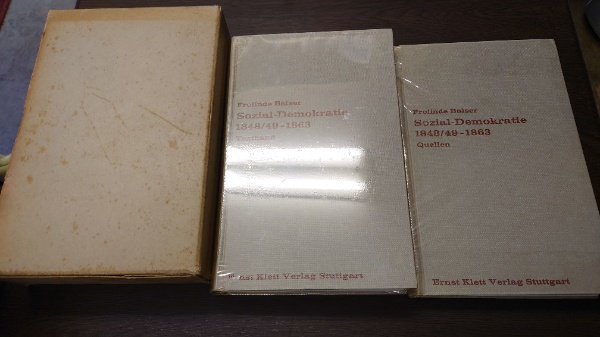 Frolinde Balser
Sozial-Demokratie
1848/49-1863
Textband
Ernst Klett Verlag Stuttgart
Frolinde Balser
Sozial-Demokratie
1848/49-1863
Quellen
Ernst Klett Verlag Stuttgart